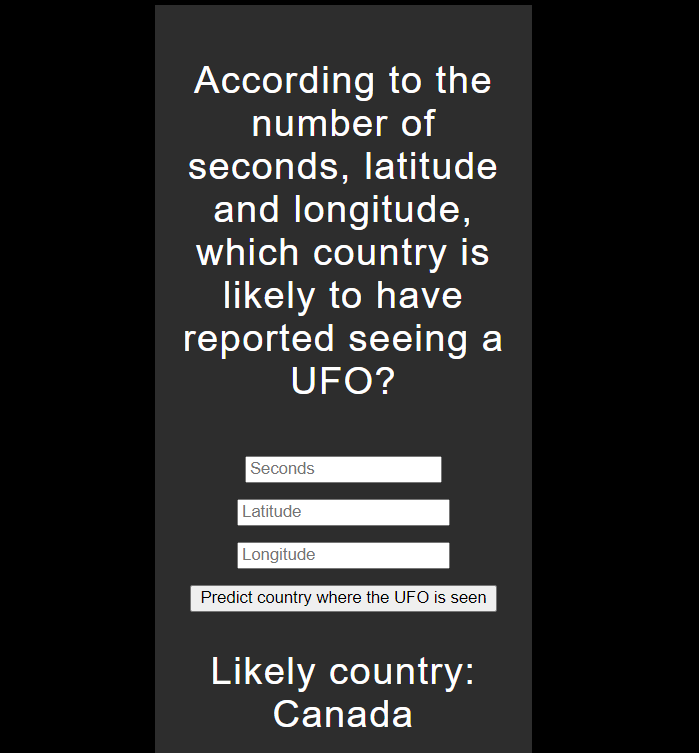 According to the
number of
seconds, latitude
and longitude,
which country is
likely to have
reported seeing a
UFO?
Seconds
Latitude
Longitude
Predict country where the UFO is seen
Likely country:
Canada